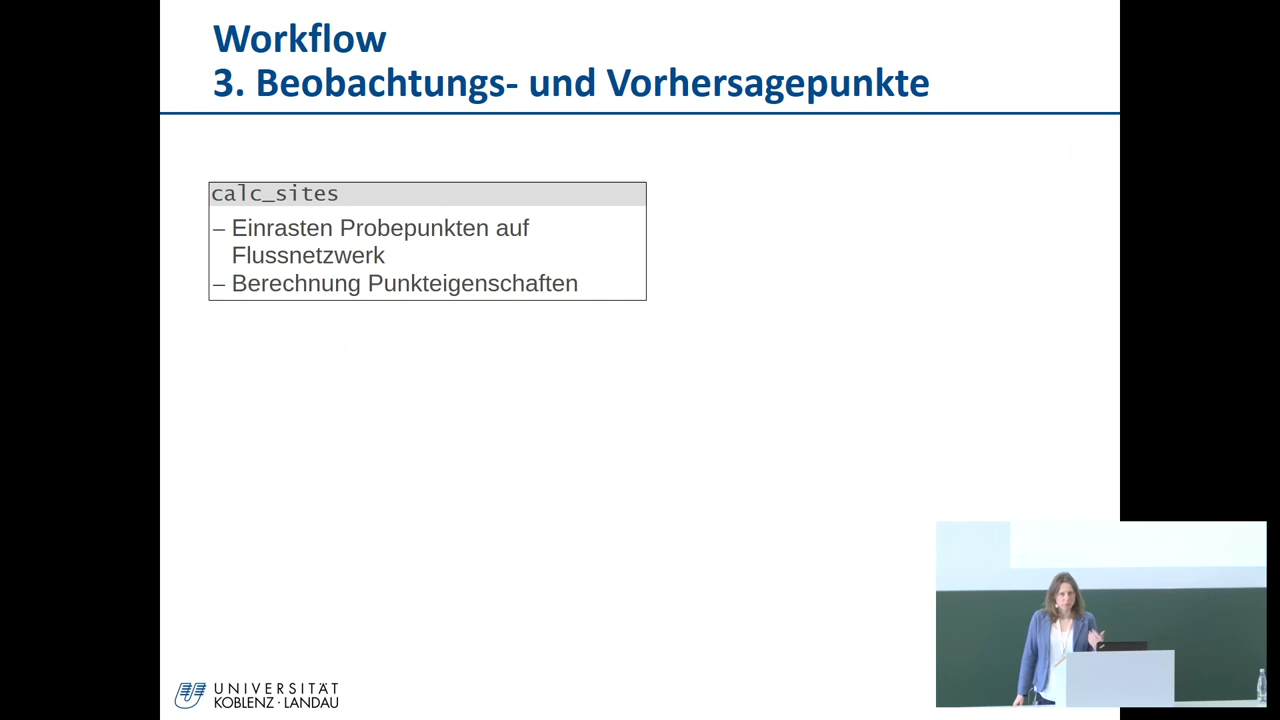 Workflow
3. Beobachtungs- und Vorhersagepunkte
calc_sites
– Einrasten Probepunkten auf
Flussnetzwerk
– Berechnung Punkteigenschaften
UNIVERSITÄT
KOBLENZ · LANDAU